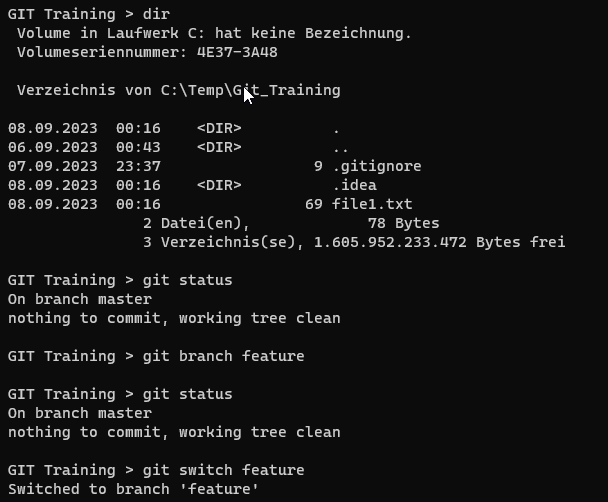 GIT Training > dir
 Volume in Laufwerk C: hat keine Bezeichnung.
 Volumeseriennummer: 4E37-3A48
 Verzeichnis von C:\Temp\Git_Training
08.09.2023  00:16    <DIR>          .
06.09.2023  00:43    <DIR>          ..
07.09.2023  23:37                 9 .gitignore
08.09.2023  00:16    <DIR>          .idea
08.09.2023  00:16                69 file1.txt
               2 Datei(en),             78 Bytes
               3 Verzeichnis(se), 1.605.952.233.472 Bytes frei
GIT Training > git status
On branch master
nothing to commit, working tree clean
GIT Training > git branch feature
GIT Training > git status
On branch master
nothing to commit, working tree clean
GIT Training > git switch feature
Switched to branch 'feature'